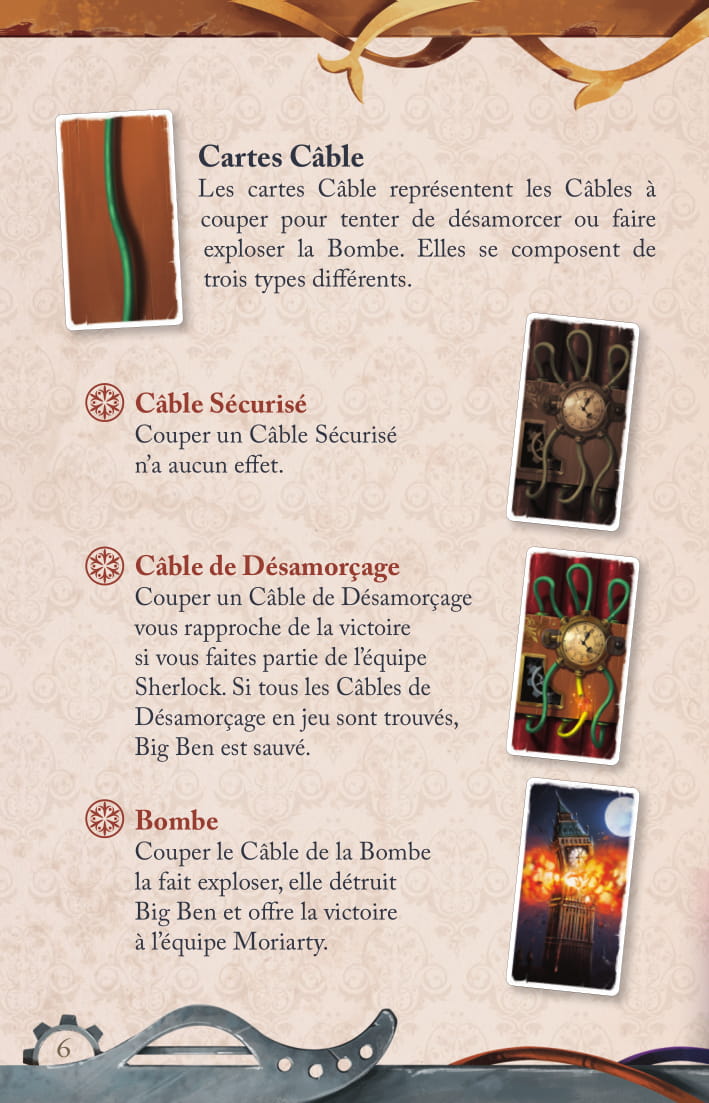 Cartes Câble
Les cartes Câble représentent les Câbles à
couper pour tenter de désamorcer ou faire
exploser la Bombe. Elles se composent de
trois types différents.
Câble Sécurisé
Couper un Câble Sécurisé
n'a aucun effet.
Câble de Désamorçage
Couper un Câble de Désamorçage
vous rapproche de la victoire
si vous faites partie de l'équipe
Sherlock. Si tous les Câbles de
Désamorçage en jeu sont trouvés,
Big Ben est sauvé.
Bombe
Couper le Câble de la Bombe
la fait exploser, elle détruit
Big Ben et offre la victoire
à l'équipe Moriarty.
6